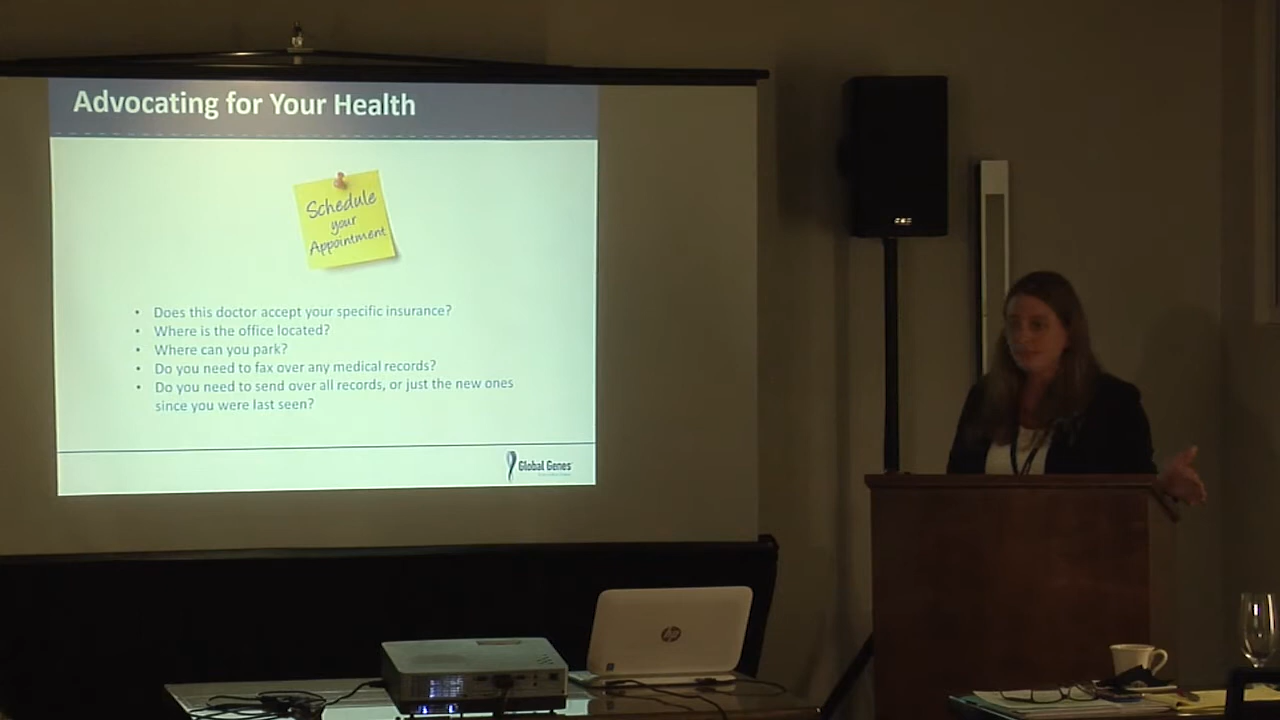 Advocating for Your Health
Schedule
your
Appointment
• Does this doctor accept your specific insurance?
• Where is the office located?
• Where can you park?
• Do you need to fax over any medical records?
• Do you need to send over all records, or just the new ones
since you were last seen?
Global Genes
hp